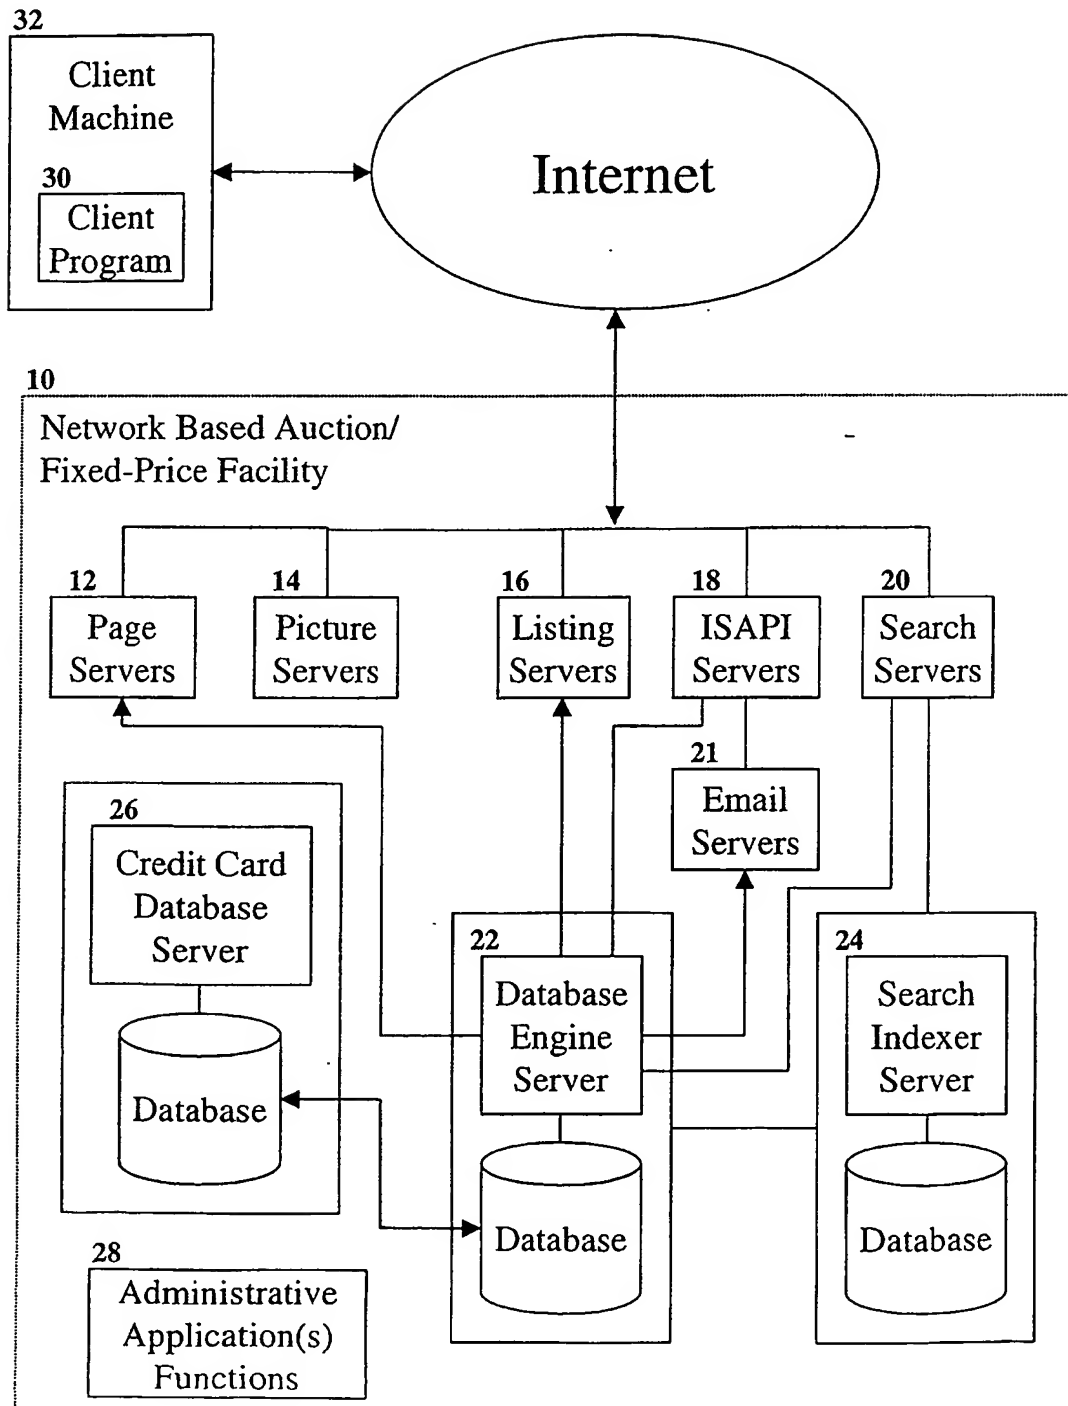 32
Client
Machine
30
Client
Program
Internet
10
Network Based Auction/
Fixed-Price Facility
12
Page
Servers
14
Picture
Servers
16
Listing
Servers
18
ISAPI
Servers
20
Search
Servers
21
Email
Servers
26
Credit Card
Database
Server
Database
22
Database
Engine
Server
Database
24
Search
Indexer
Server
Database
28
Administrative
Application(s)
Functions